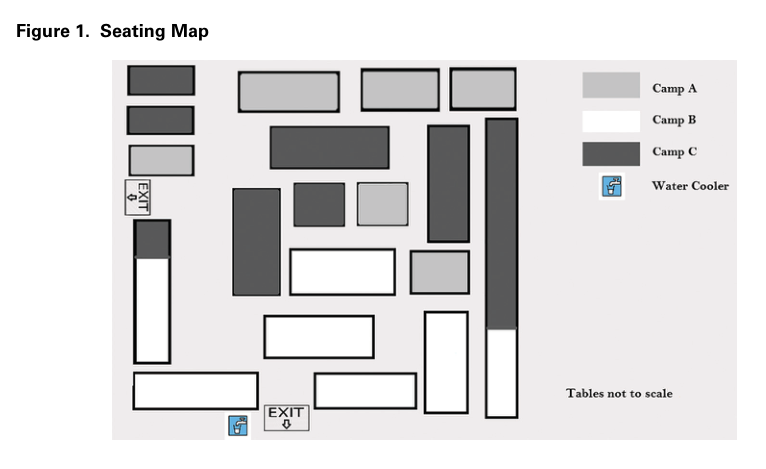 Figure 1. Seating Map
Camp A
Camp B
Camp C
Water Cooler
EXIT
Tables not to scale
EXIT